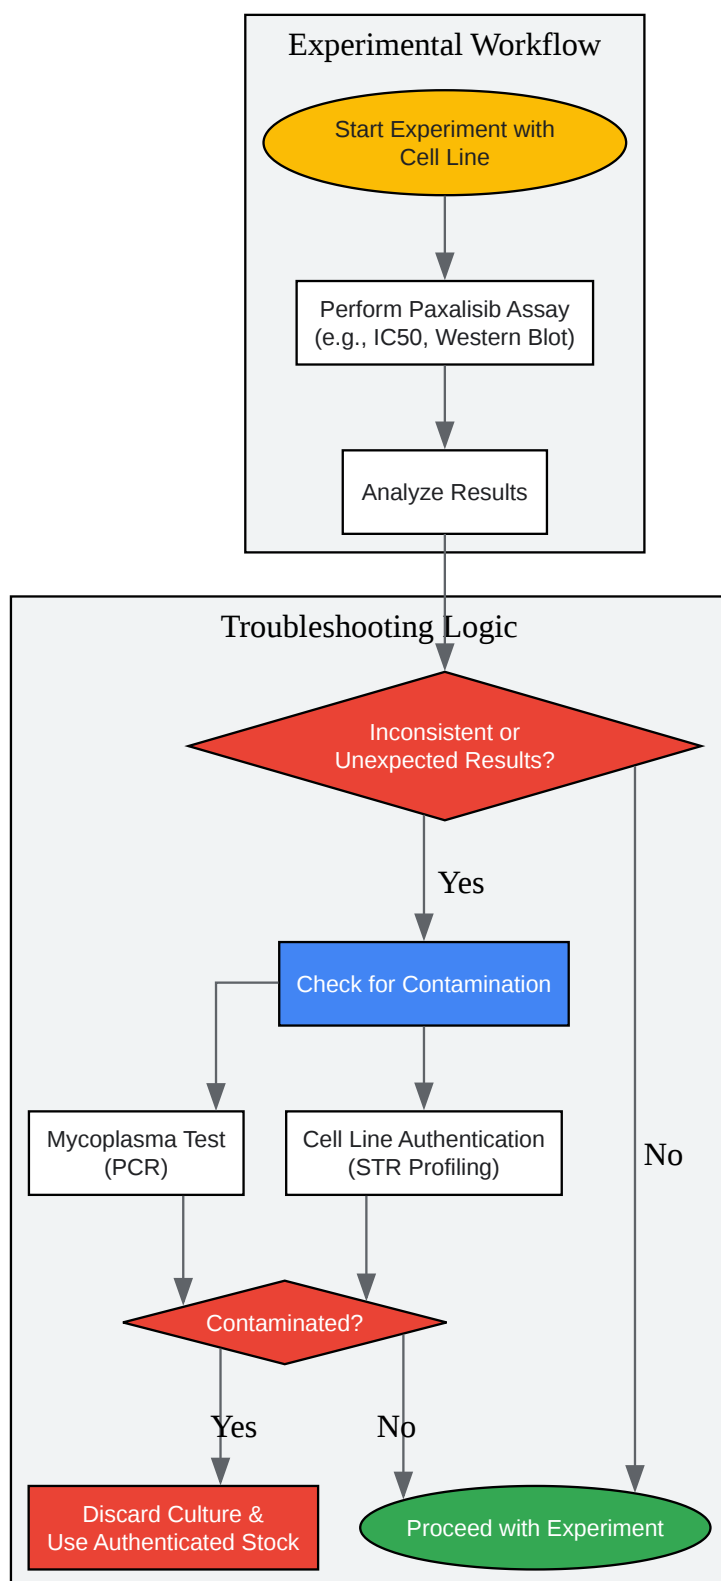 Experimental Workflow
Start Experiment with
Cell Line
Perform Paxalisib Assay
(e.g., IC50, Western Blot)
Analyze Results
Troubleshooting Logic
Inconsistent or
Unexpected Results?
Yes
Check for Contamination
Mycoplasma Test
(PCR)
Cell Line Authentication
(STR Profiling)
No
Contaminated?
Yes
No
Discard Culture &
Use Authenticated Stock
Proceed with Experiment